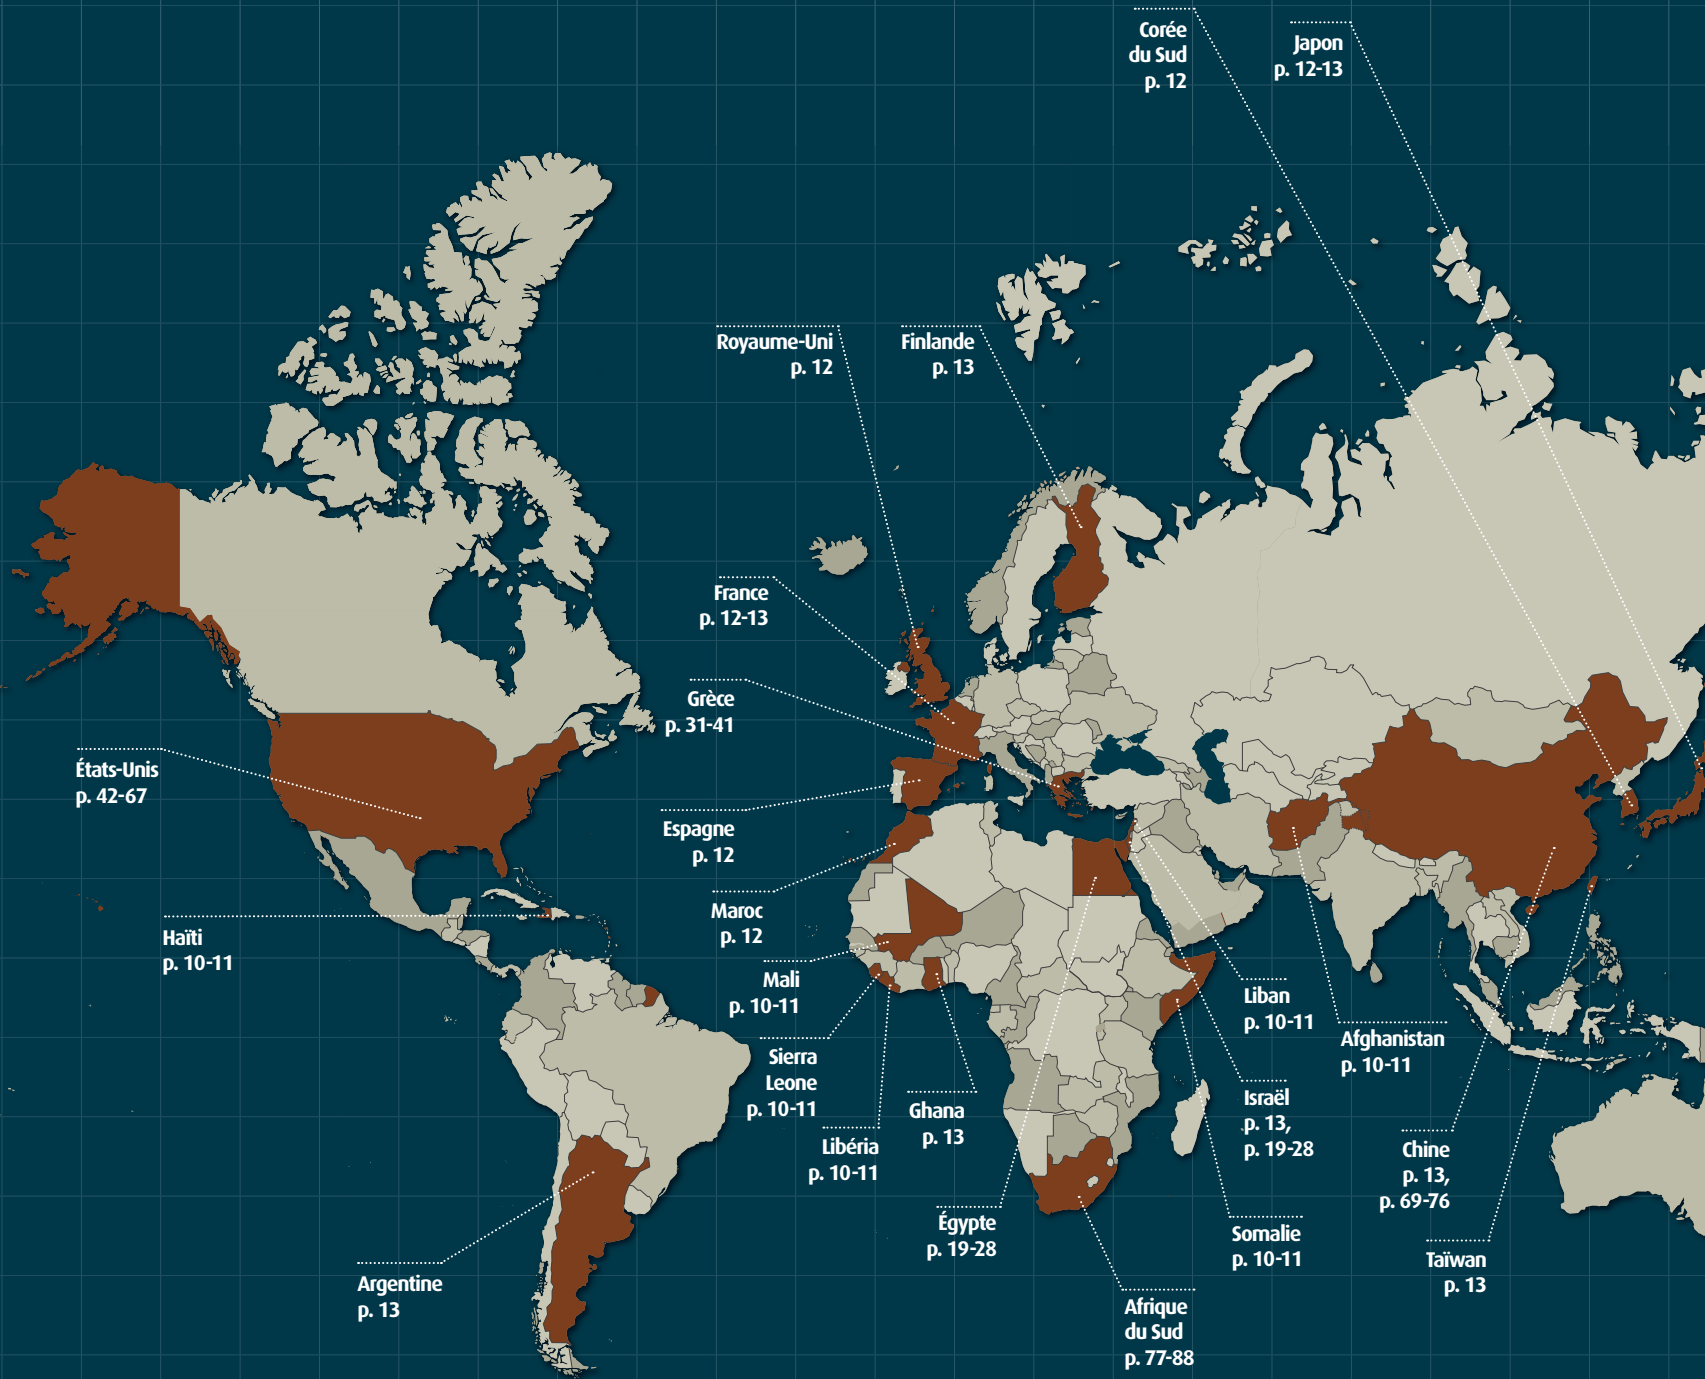 Corée
du Sud
p. 12
Japon
p. 12-13
Royaume-Uni
p. 12
Finlande
p. 13
France
p. 12-13
Grèce
p. 31-41
États-Unis
p. 42-67
Espagne
p. 12
Maroc
p. 12
Haïti
p. 10-11
Mali
p. 10-11
Liban
p. 10-11
Afghanistan
p. 10-11
Sierra
Leone
p. 10-11
Ghana
p. 13
Israël
p. 13,
p. 19-28
Libéria
p. 10-11
Chine
p. 13,
p. 69-76
Égypte
p. 19-28
Somalie
p. 10-11
Taïwan
p. 13
Argentine
p. 13
Afrique
du Sud
p. 77-88